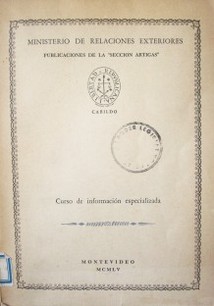 MINISTERIO DE RELACIONES EXTERIORES
PUBLICACIONES DE LA "SECCION ARTIGAS"
CABILDO
Curso de información especializada
MONTEVIDEO
MCMLV